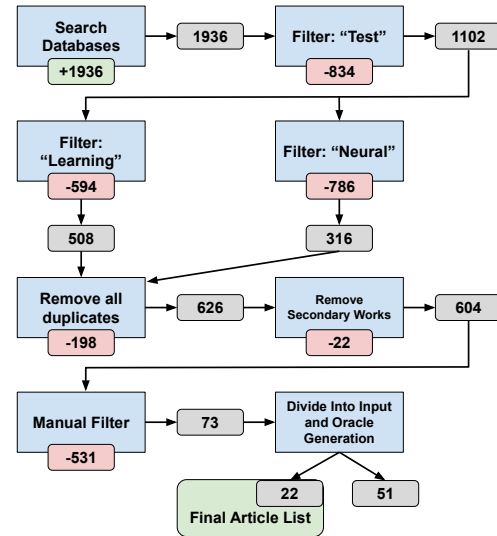 Search
Databases
+1936
1936
Filter: “Test”
-834
1102
Filter:
“Learning”
-594
Filter: “Neural”
-786
508
316
Remove all
duplicates
-198
626
Remove
Secondary Works
-22
604
Manual Filter
-531
73
Divide Into Input
and Oracle
Generation
22
51
Final Article List